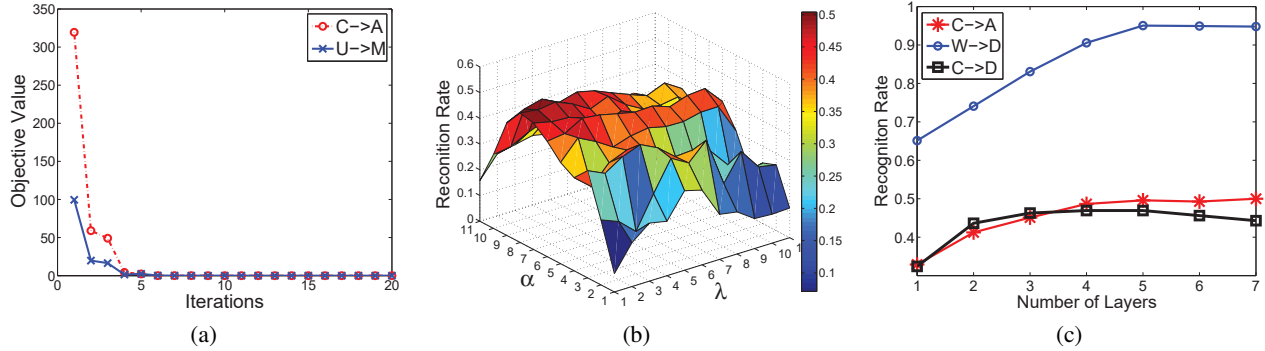 350
300
250
200
150
100
50
0
Objective Value
C->A
U->M
0 5 10 15 20
Iterations
(a)
0.6
0.5
0.4
0.3
0.2
0.1
0
Reconition Rate
11 10 9 8 7 6 5 4 3 2 1
α
1 2 3 4 5 6 7 8 9 10 1
λ
0.5
0.45
0.4
0.35
0.3
0.25
0.2
0.15
0.1
(b)
1
0.9
0.8
0.7
0.6
0.5
0.4
Recogniton Rate
C->A
W->D
C->D
1 2 3 4 5 6 7
Number of Layers
(c)